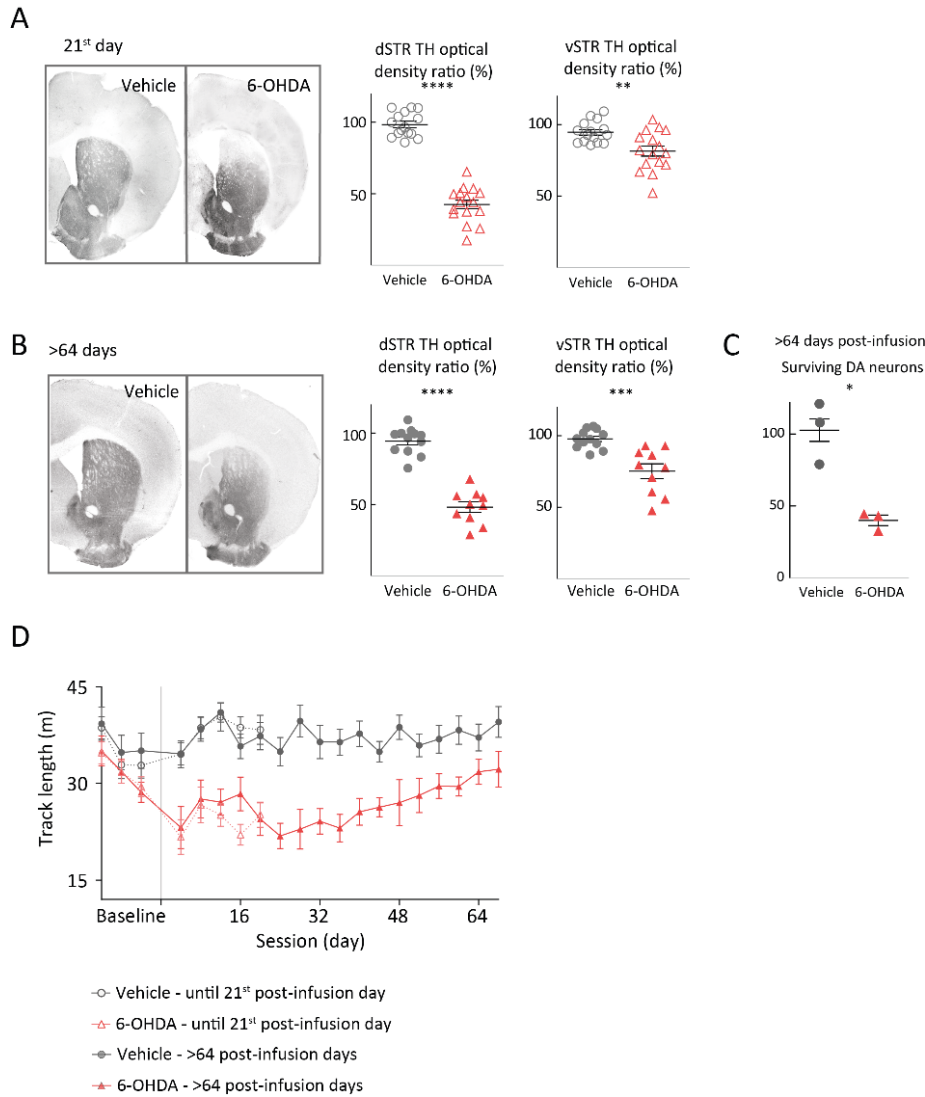 A
21st day
Vehicle
6-OHDA
dSTR TH optical
density ratio (%)
****
100
50
Vehicle 6-OHDA
vSTR TH optical
density ratio (%)
**
100
50
Vehicle 6-OHDA
B
>64 days
Vehicle
dSTR TH optical
density ratio (%)
****
100
50
Vehicle 6-OHDA
vSTR TH optical
density ratio (%)
***
100
50
Vehicle 6-OHDA
C
>64 days post-infusion
Surviving DA neurons
*
100
50
0
Vehicle 6-OHDA
D
Track length (m)
45
30
15
Baseline 16 32 48 64
Session (day)
Vehicle - until 21st post-infusion day
6-OHDA - until 21st post-infusion day
Vehicle - >64 post-infusion days
6-OHDA - >64 post-infusion days